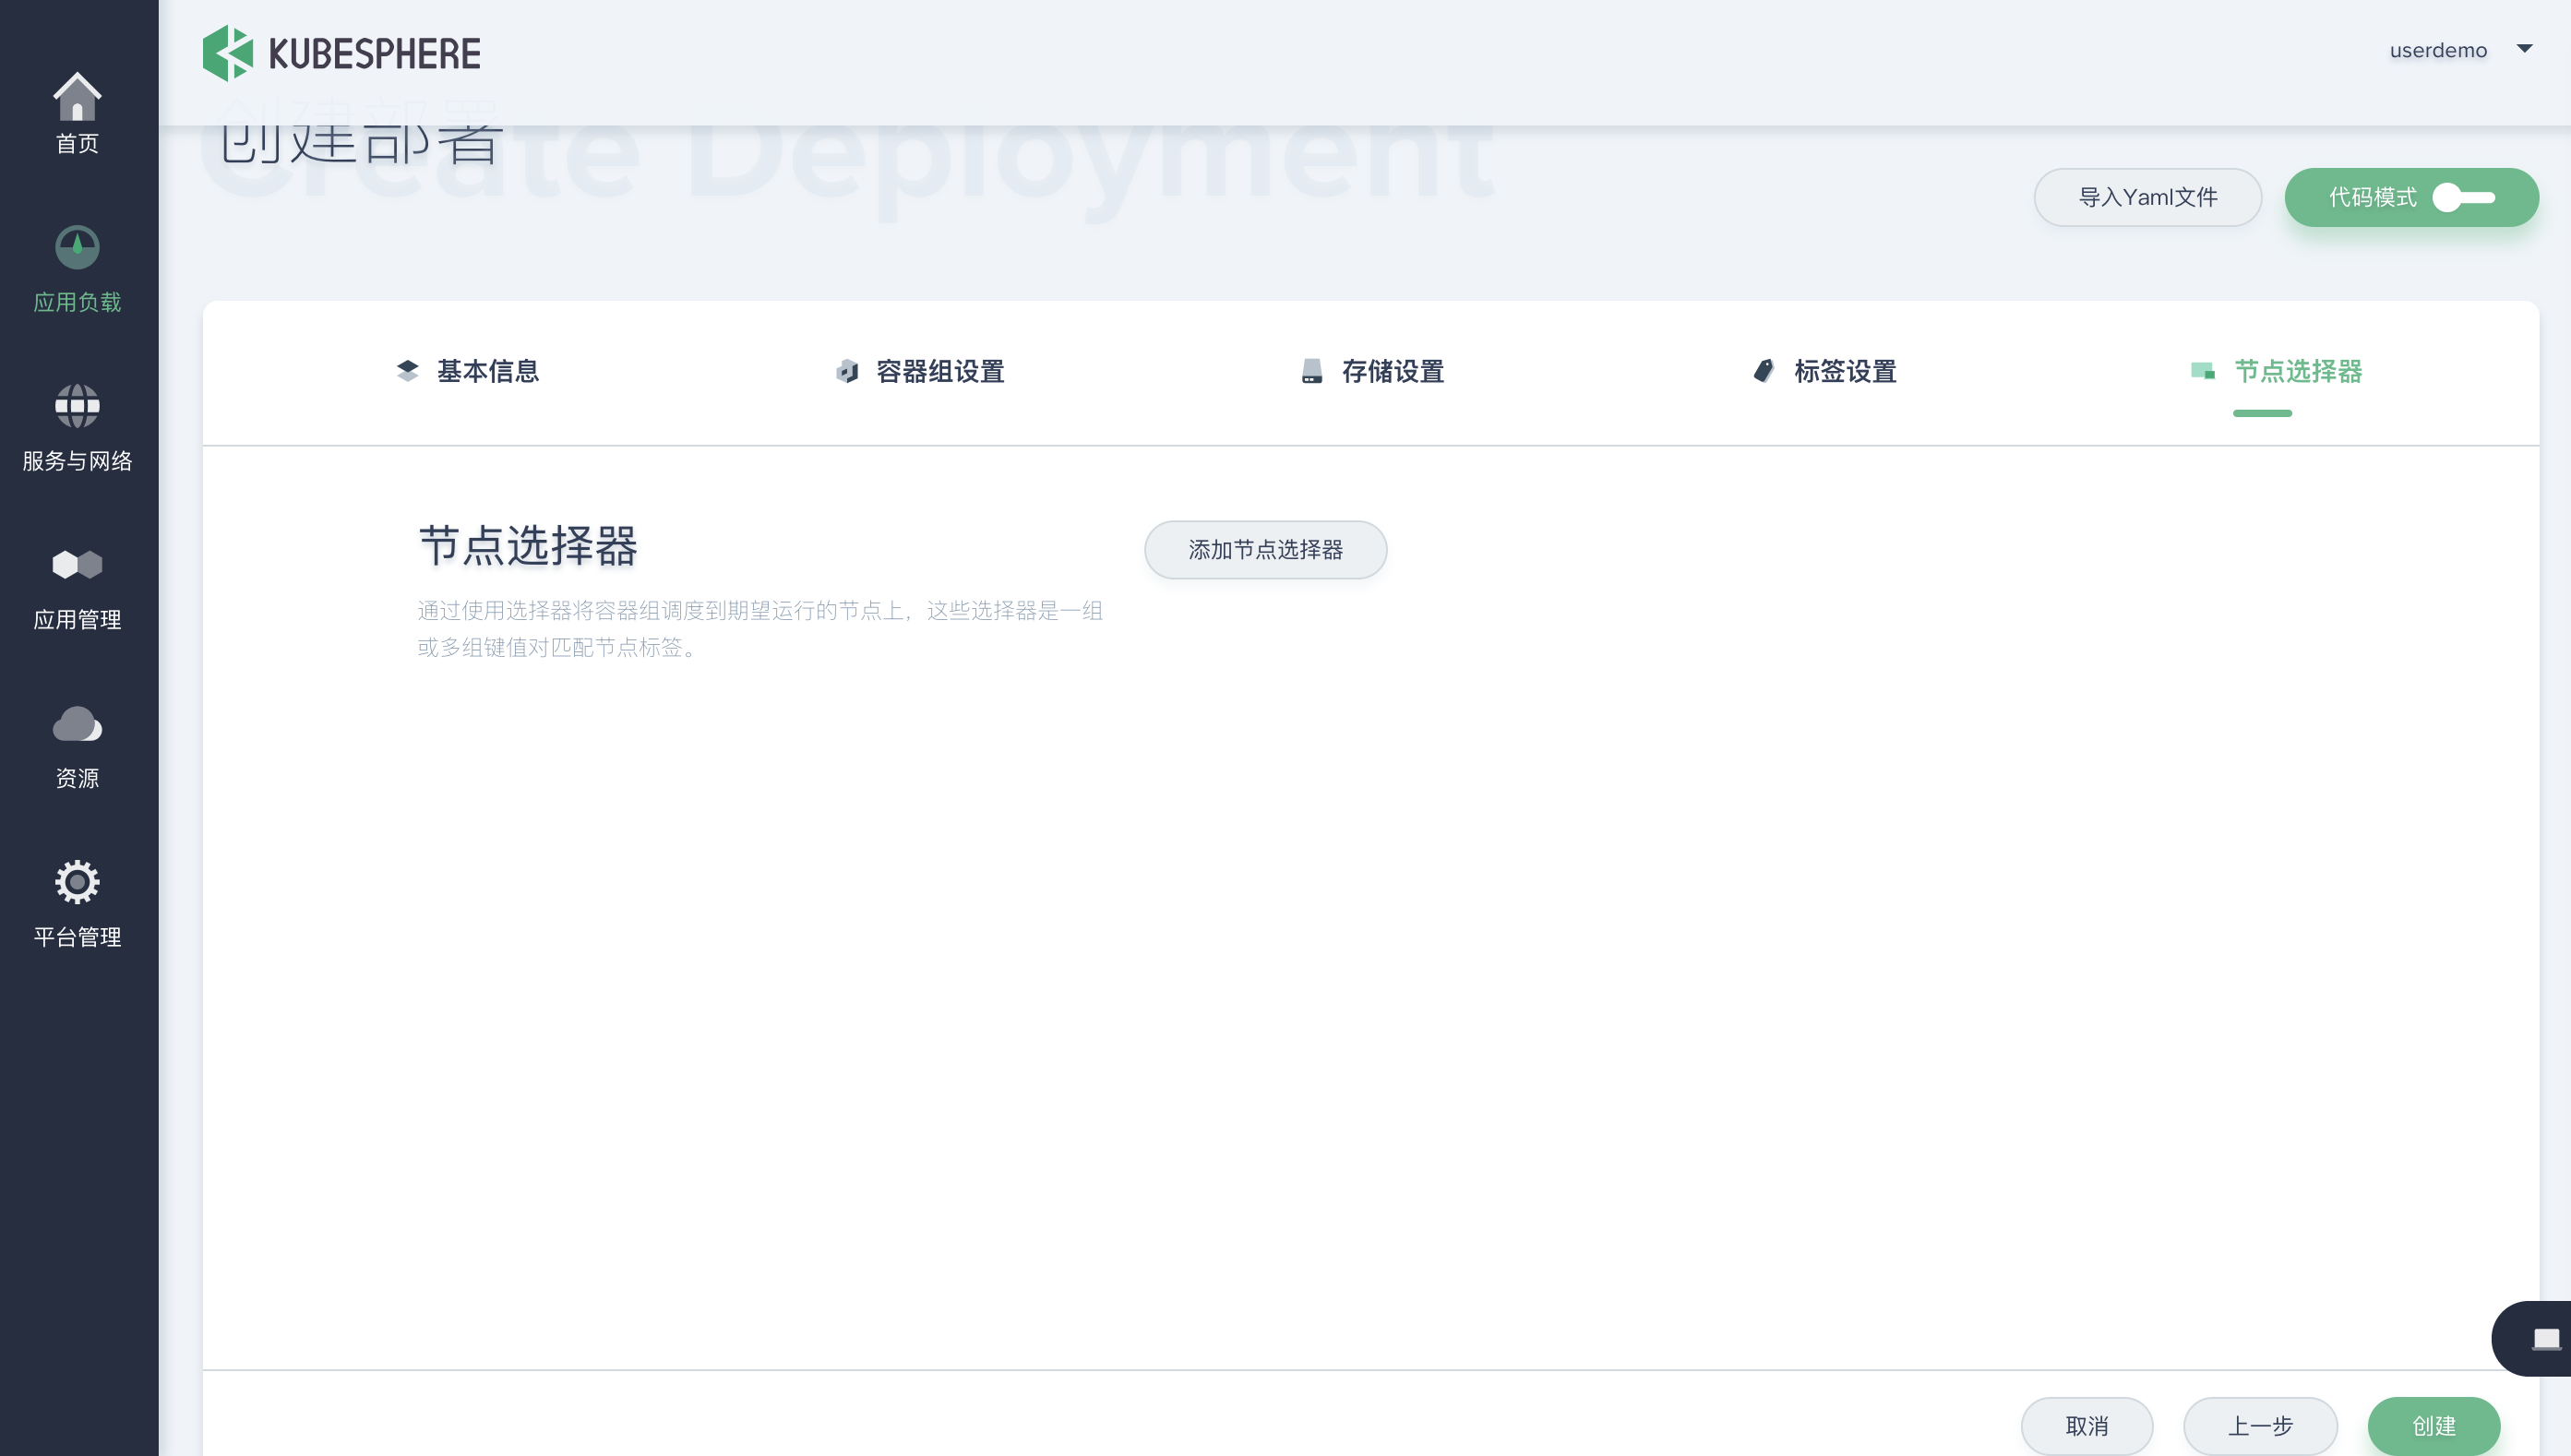 KUBESPHERE
userdemo
创建部署
Create Deployment
导入Yaml文件
代码模式
首页
应用负载
服务与网络
应用管理
资源
平台管理
基本信息
容器组设置
存储设置
标签设置
节点选择器
节点选择器
添加节点选择器
通过使用选择器将容器组调度到期望运行的节点上，这些选择器是一组
或多组键值对匹配节点标签。
取消
上一步
创建